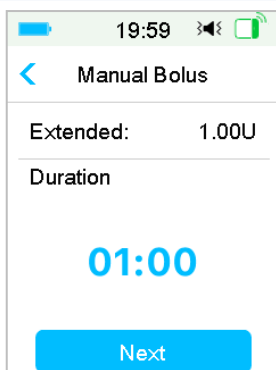 19:59
Manual Bolus
Extended: 1.00U
Duration
01:00
Next